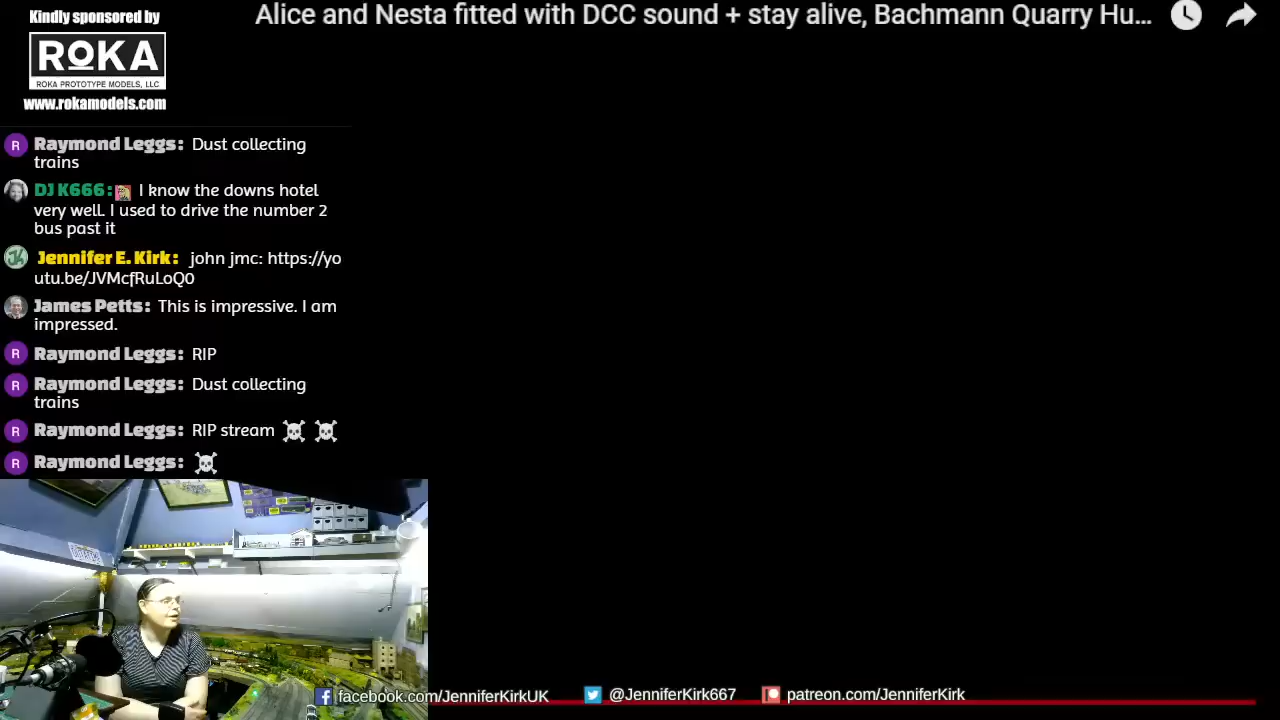 Kindly sponsored by
ROKA
ROKA PROTOTYPE MODELS, LLC
www.rokamodels.com
Alice and Nesta fitted with DCC sound + stay alive, Bachmann Quarry Hu...
Raymond Leggs: Dust collecting
trains
DJ K666: I know the downs hotel
very well. I used to drive the number 2
bus past it
Jennifer E. Kirk: john jmc: https://yo
utu.be/JVMcfRuLoQ0
James Petts: This is impressive. I am
impressed.
Raymond Leggs: RIP
Raymond Leggs: Dust collecting
trains
Raymond Leggs: RIP stream ☠ ☠
Raymond Leggs: ☠
facebook.com/JenniferKirkUK
@JenniferKirk667
patreon.com/JenniferKirk